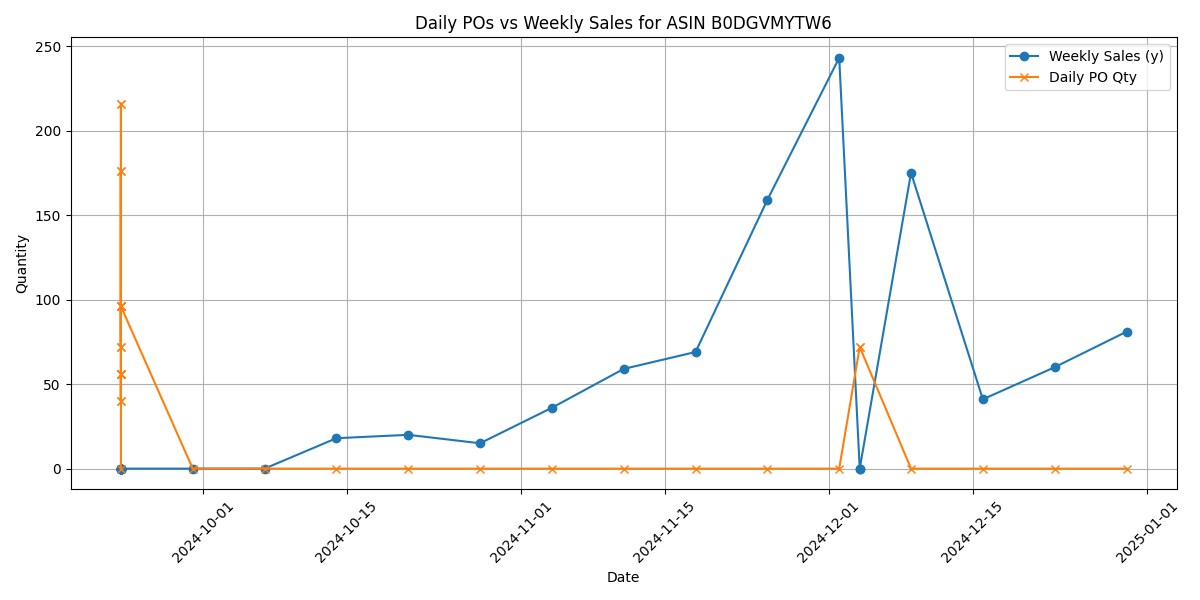 Daily POs vs Weekly Sales for ASIN B0DGVMYTW6
Weekly Sales (y)
Daily PO Qty
250
200
150
100
50
0
Quantity
2024-10-01
2024-10-15
2024-11-01
2024-11-15
2024-12-01
2024-12-15
2025-01-01
Date